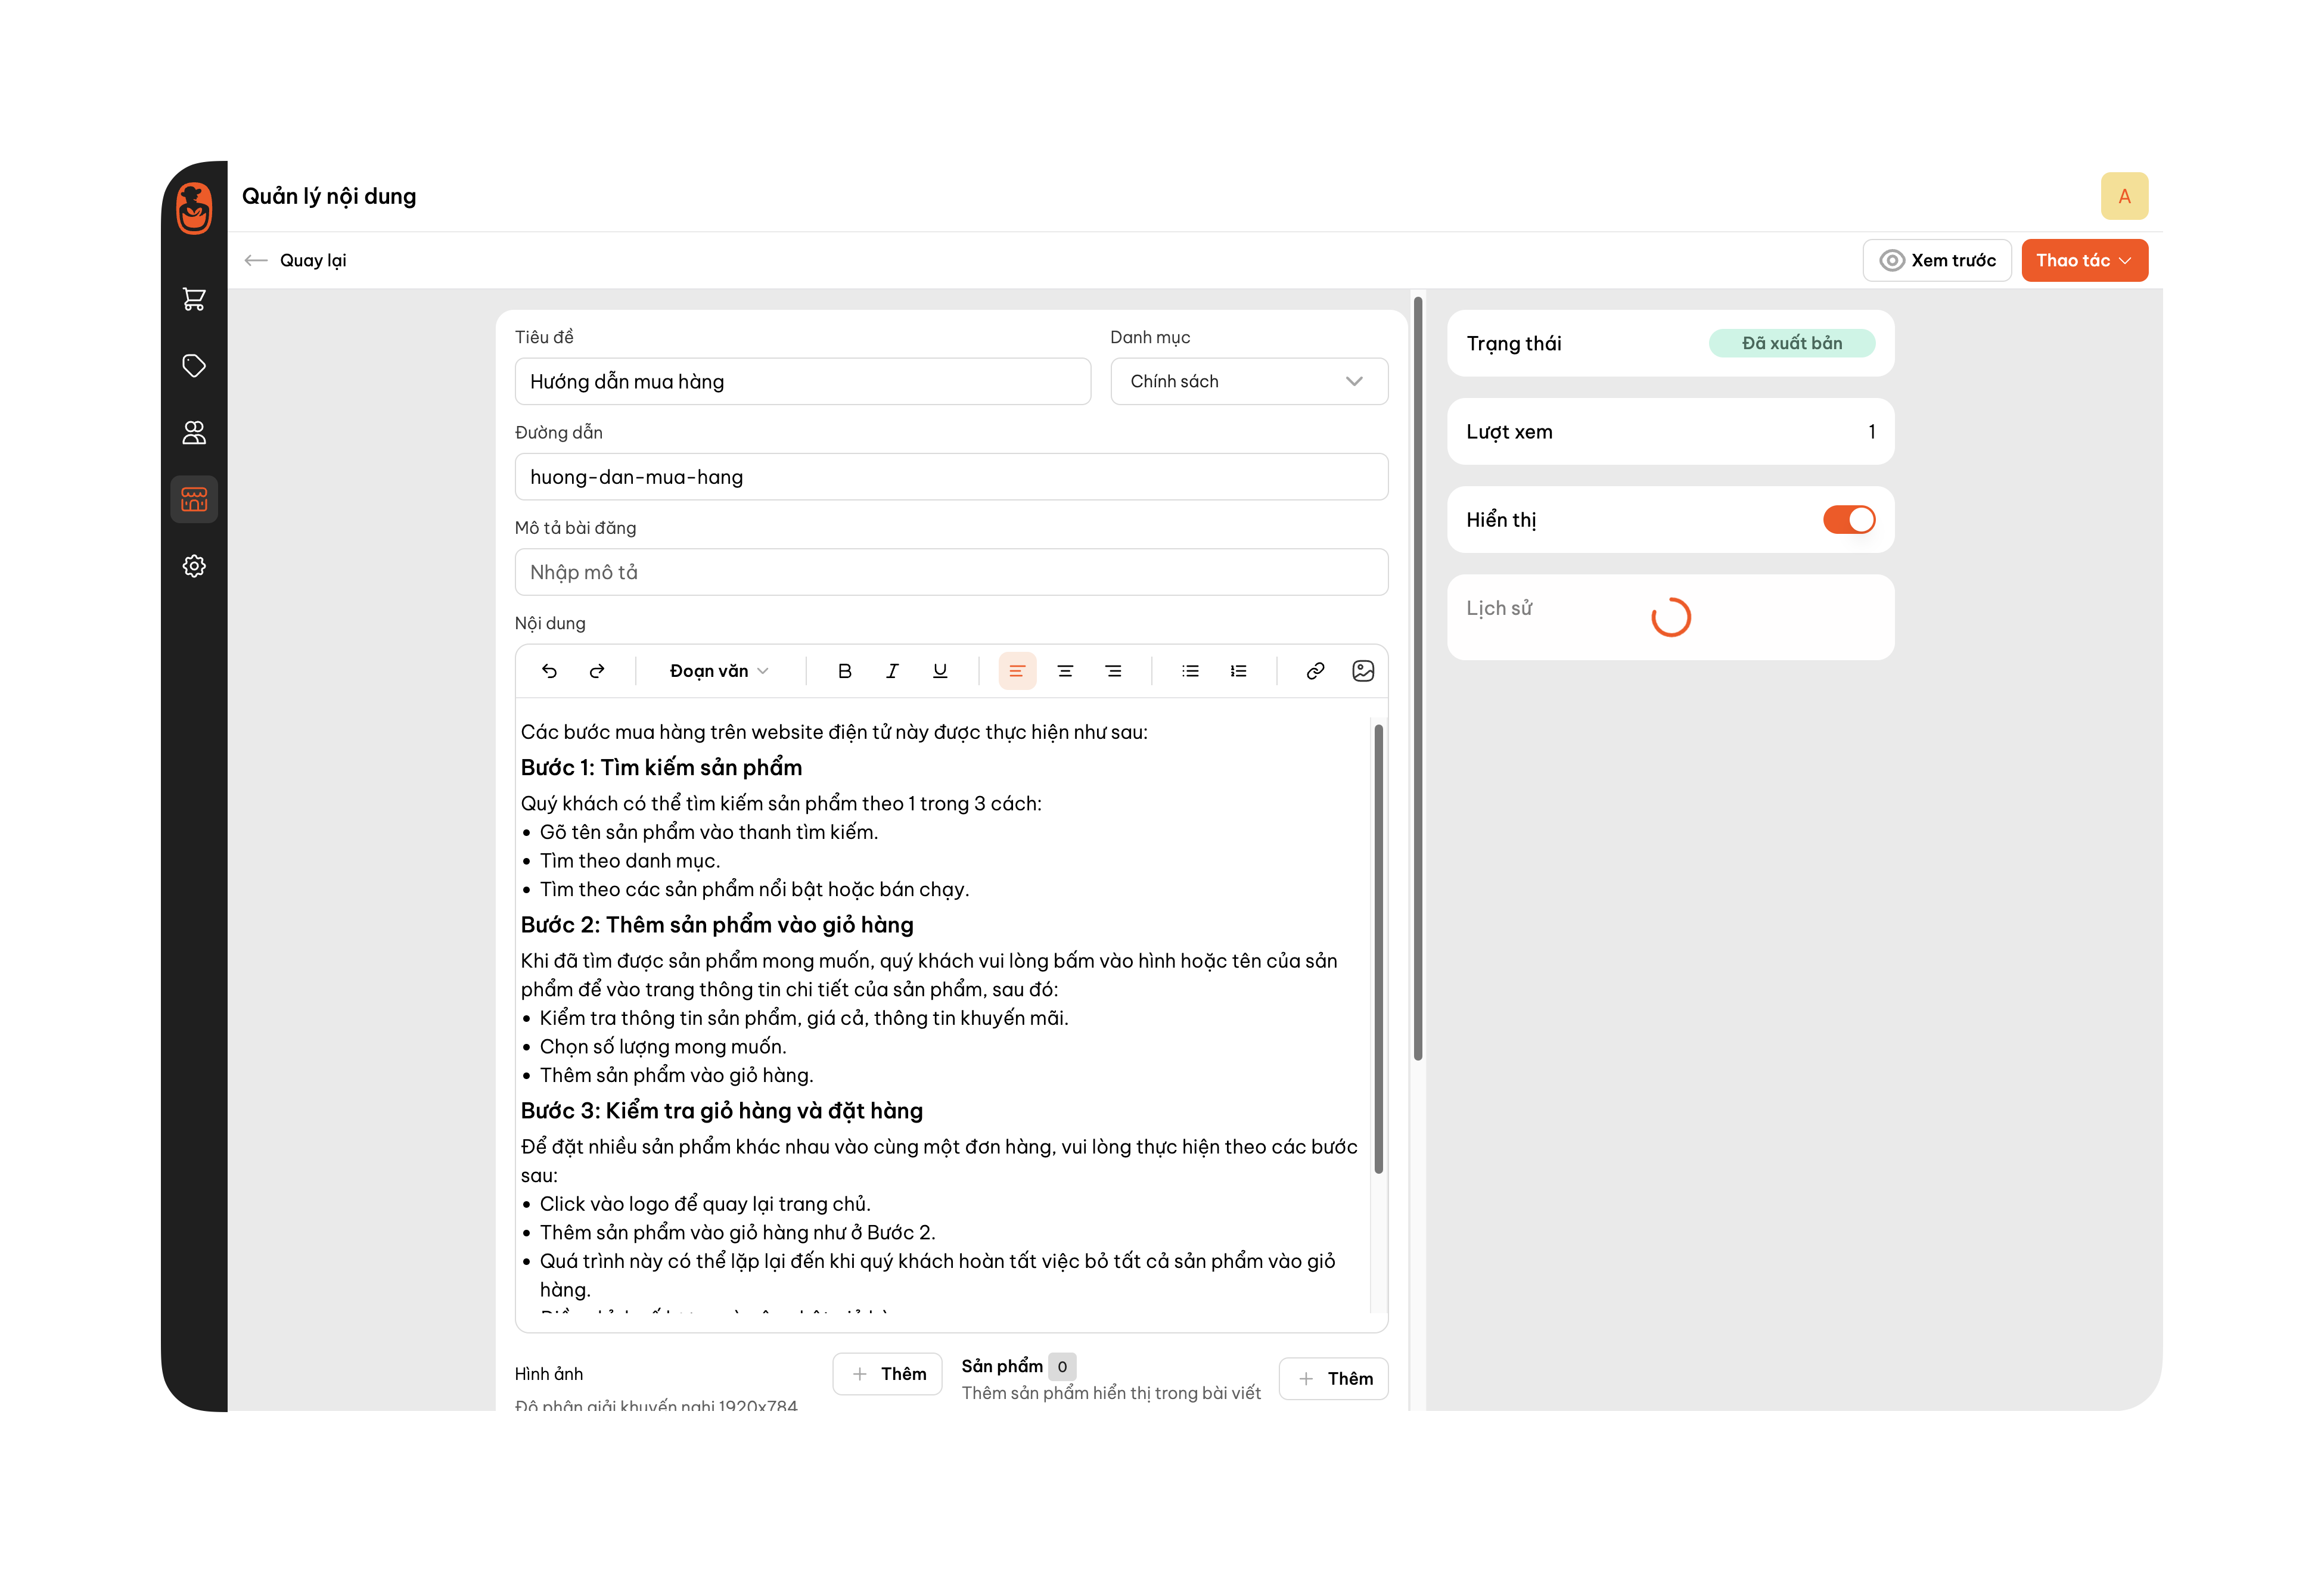 Quản lý nội dung
A
Quay lại
Xem trước
Thao tác
Tiêu đề
Danh mục
Hướng dẫn mua hàng
Chính sách
Đường dẫn
huong-dan-mua-hang
Mô tả bài đăng
Nhập mô tả
Nội dung
Đoạn văn
B I U
Các bước mua hàng trên website điện tử này được thực hiện như sau:
Bước 1: Tìm kiếm sản phẩm
Quý khách có thể tìm kiếm sản phẩm theo 1 trong 3 cách:
• Gõ tên sản phẩm vào thanh tìm kiếm.
• Tìm theo danh mục.
• Tìm theo các sản phẩm nổi bật hoặc bán chạy.
Bước 2: Thêm sản phẩm vào giỏ hàng
Khi đã tìm được sản phẩm mong muốn, quý khách vui lòng bấm vào hình hoặc tên của sản
phẩm để vào trang thông tin chi tiết của sản phẩm, sau đó:
• Kiểm tra thông tin sản phẩm, giá cả, thông tin khuyến mãi.
• Chọn số lượng mong muốn.
• Thêm sản phẩm vào giỏ hàng.
Bước 3: Kiểm tra giỏ hàng và đặt hàng
Để đặt nhiều sản phẩm khác nhau vào cùng một đơn hàng, vui lòng thực hiện theo các bước
sau:
• Click vào logo để quay lại trang chủ.
• Thêm sản phẩm vào giỏ hàng như ở Bước 2.
• Quá trình này có thể lặp lại đến khi quý khách hoàn tất việc bỏ tất cả sản phẩm vào giỏ
hàng.
Hình ảnh
Thêm
Độ phân giải khuyến nghị 1920x784
Sản phẩm 0
Thêm sản phẩm hiển thị trong bài viết
Thêm
Trạng thái
Đã xuất bản
Lượt xem
1
Hiển thị
Lịch sử